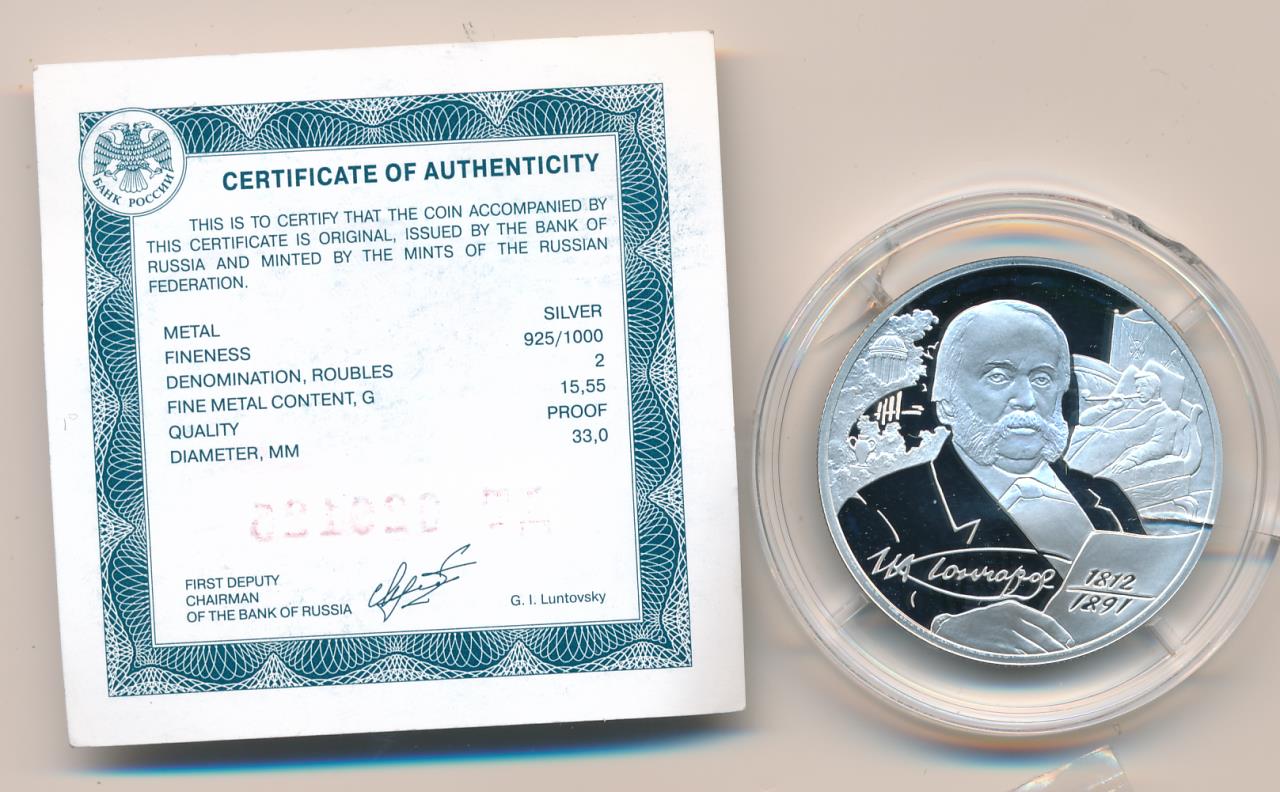 БАНК РОССИИ
CERTIFICATE OF AUTHENTICITY
THIS IS TO CERTIFY THAT THE COIN ACCOMPANIED BY
THIS CERTIFICATE IS ORIGINAL, ISSUED BY THE BANK OF
RUSSIA AND MINTED BY THE MINTS OF THE RUSSIAN
FEDERATION.
METAL SILVER
FINENESS 925/1000
DENOMINATION, ROUBLES 2
FINE METAL CONTENT, G 15,55
QUALITY PROOF
DIAMETER, MM 33,0
FIRST DEPUTY
CHAIRMAN
OF THE BANK OF RUSSIA
G. I. Luntovsky
ИА Гончаров
1812
1891